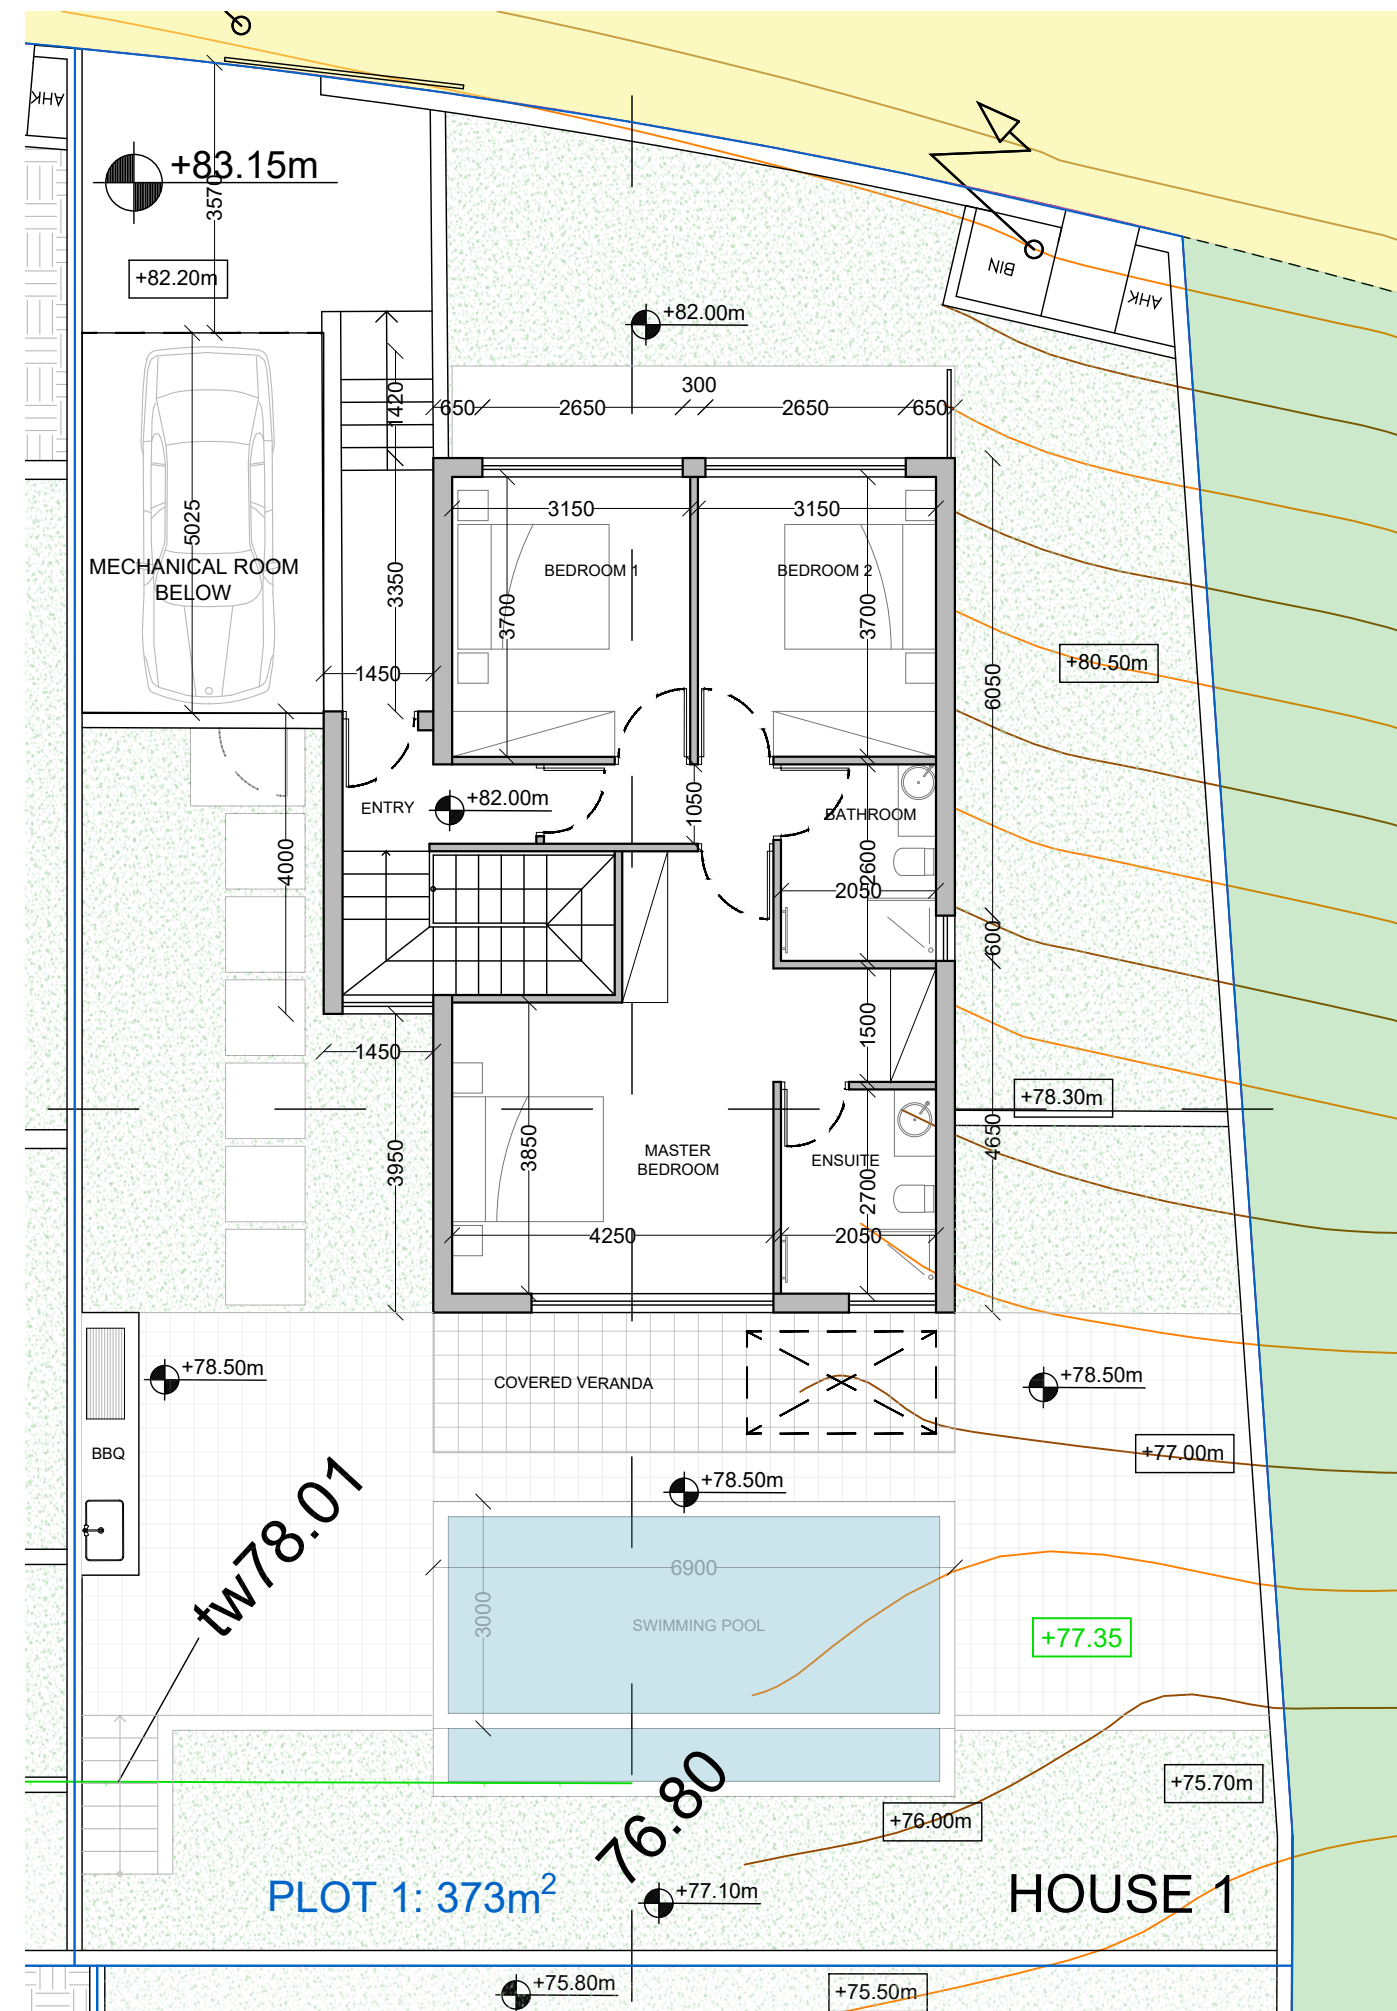 AHK
+83.15m
3570
+82.20m
BIN
AHK
+82.00m
300
650
2650
2650
650
1420
3150
3150
5025
MECHANICAL ROOM
BELOW
BEDROOM 1
BEDROOM 2
3350
3700
3700
1450
+80.50m
6050
ENTRY
+82.00m
1050
BATHROOM
4000
2600
2050
600
1500
1450
+78.30m
3950
3850
MASTER
BEDROOM
ENSUITE
4650
2700
4250
2050
+78.50m
COVERED VERANDA
+78.50m
BBQ
+77.00m
+78.50m
tw78.01
6900
3000
SWIMMING POOL
+77.35
+75.70m
76.80
+76.00m
PLOT 1: 373m²
+77.10m
HOUSE 1
+75.80m
+75.50m